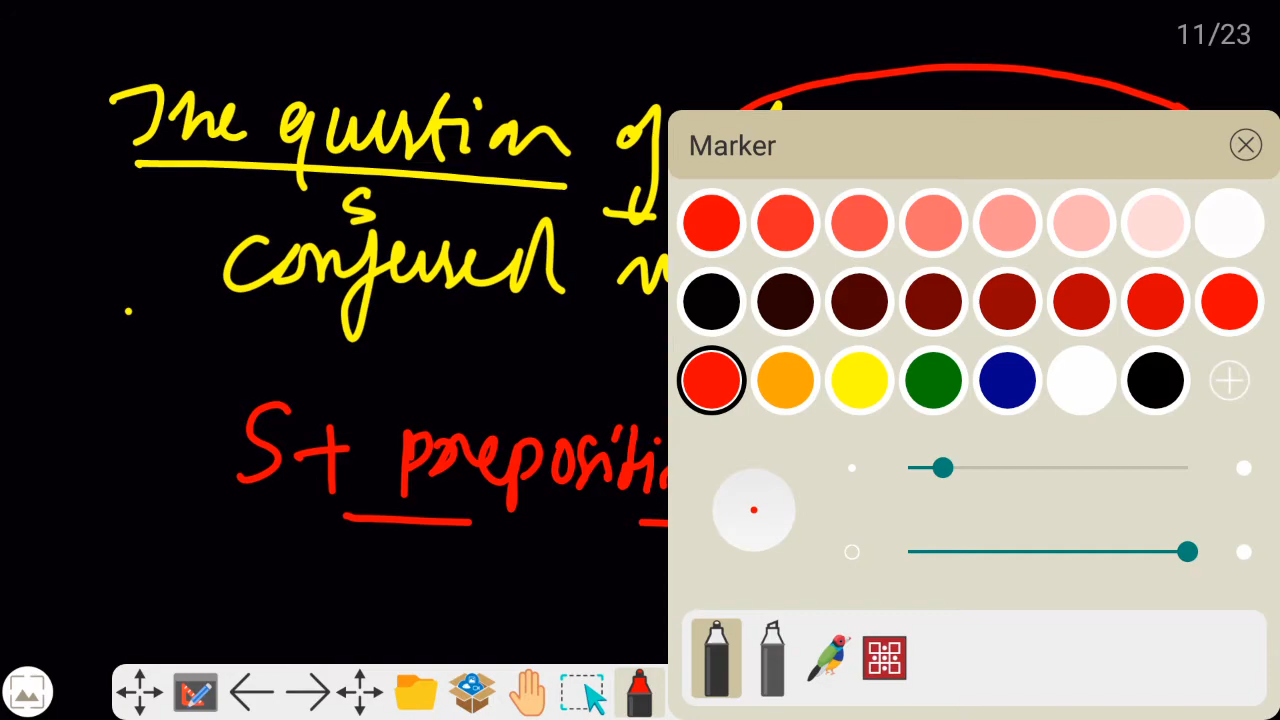 11/23
The question of
s
confused
Marker
S + preposition